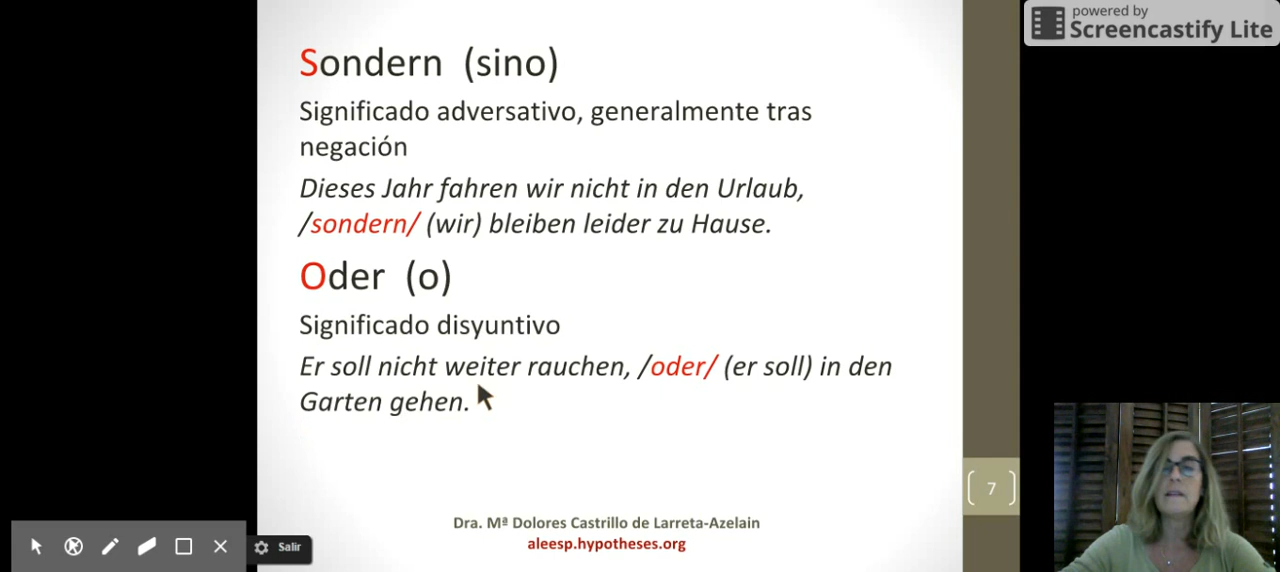 powered by
Screencastify Lite
Sondern (sino)
Significado adversativo, generalmente tras
negación
Dieses Jahr fahren wir nicht in den Urlaub,
/sondern/ (wir) bleiben leider zu Hause.
Oder (o)
Significado disyuntivo
Er soll nicht weiter rauchen, /oder/ (er soll) in den
Garten gehen.
7
Dra. Mª Dolores Castrillo de Larreta-Azelain
aleesp.hypotheses.org
Salir